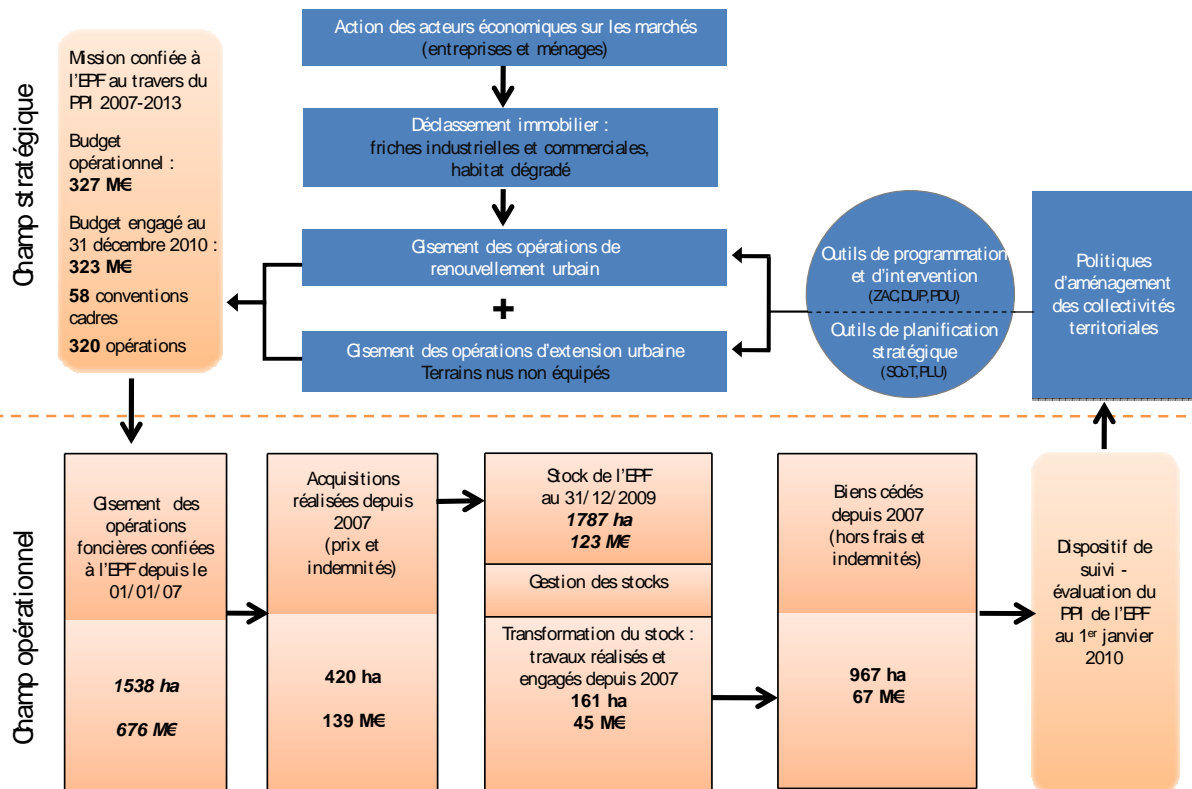 Champ stratégique
Mission confiée à
l'EPF au travers du
PPI 2007-2013
Budget
opérationnel :
327 M€
Budget engagé au
31 décembre 2010 :
323 M€
58 conventions
cadres
320 opérations
Action des acteurs économiques sur les marchés
(entreprises et ménages)
Déclassement immobilier :
friches industrielles et commerciales,
habitat dégradé
Gisement des opérations de
renouvellement urbain
+
Gisement des opérations d'extension urbaine
Terrains nus non équipés
Outils de programmation
et d'intervention
(ZAC,DUP,PDU)
Outils de planification
stratégique
(SCoT,PLU)
Politiques
d'aménagement
des collectivités
territoriales
Champ opérationnel
Gisement des
opérations
foncières confiées
à l'EPF depuis le
01/01/07
1538 ha
676 M€
Acquisitions
réalisées depuis
2007
(prix et
indemnités)
420 ha
139 M€
Stock de l'EPF
au 31/12/2009
1787 ha
123 M€
Gestion des stocks
Transformation du stock :
travaux réalisés et
engagés depuis 2007
161 ha
45 M€
Biens cédés
depuis 2007
(hors frais et
indemnités)
967 ha
67 M€
Dispositif de
suivi -
évaluation du
PPI de l'EPF
au 1er janvier
2010